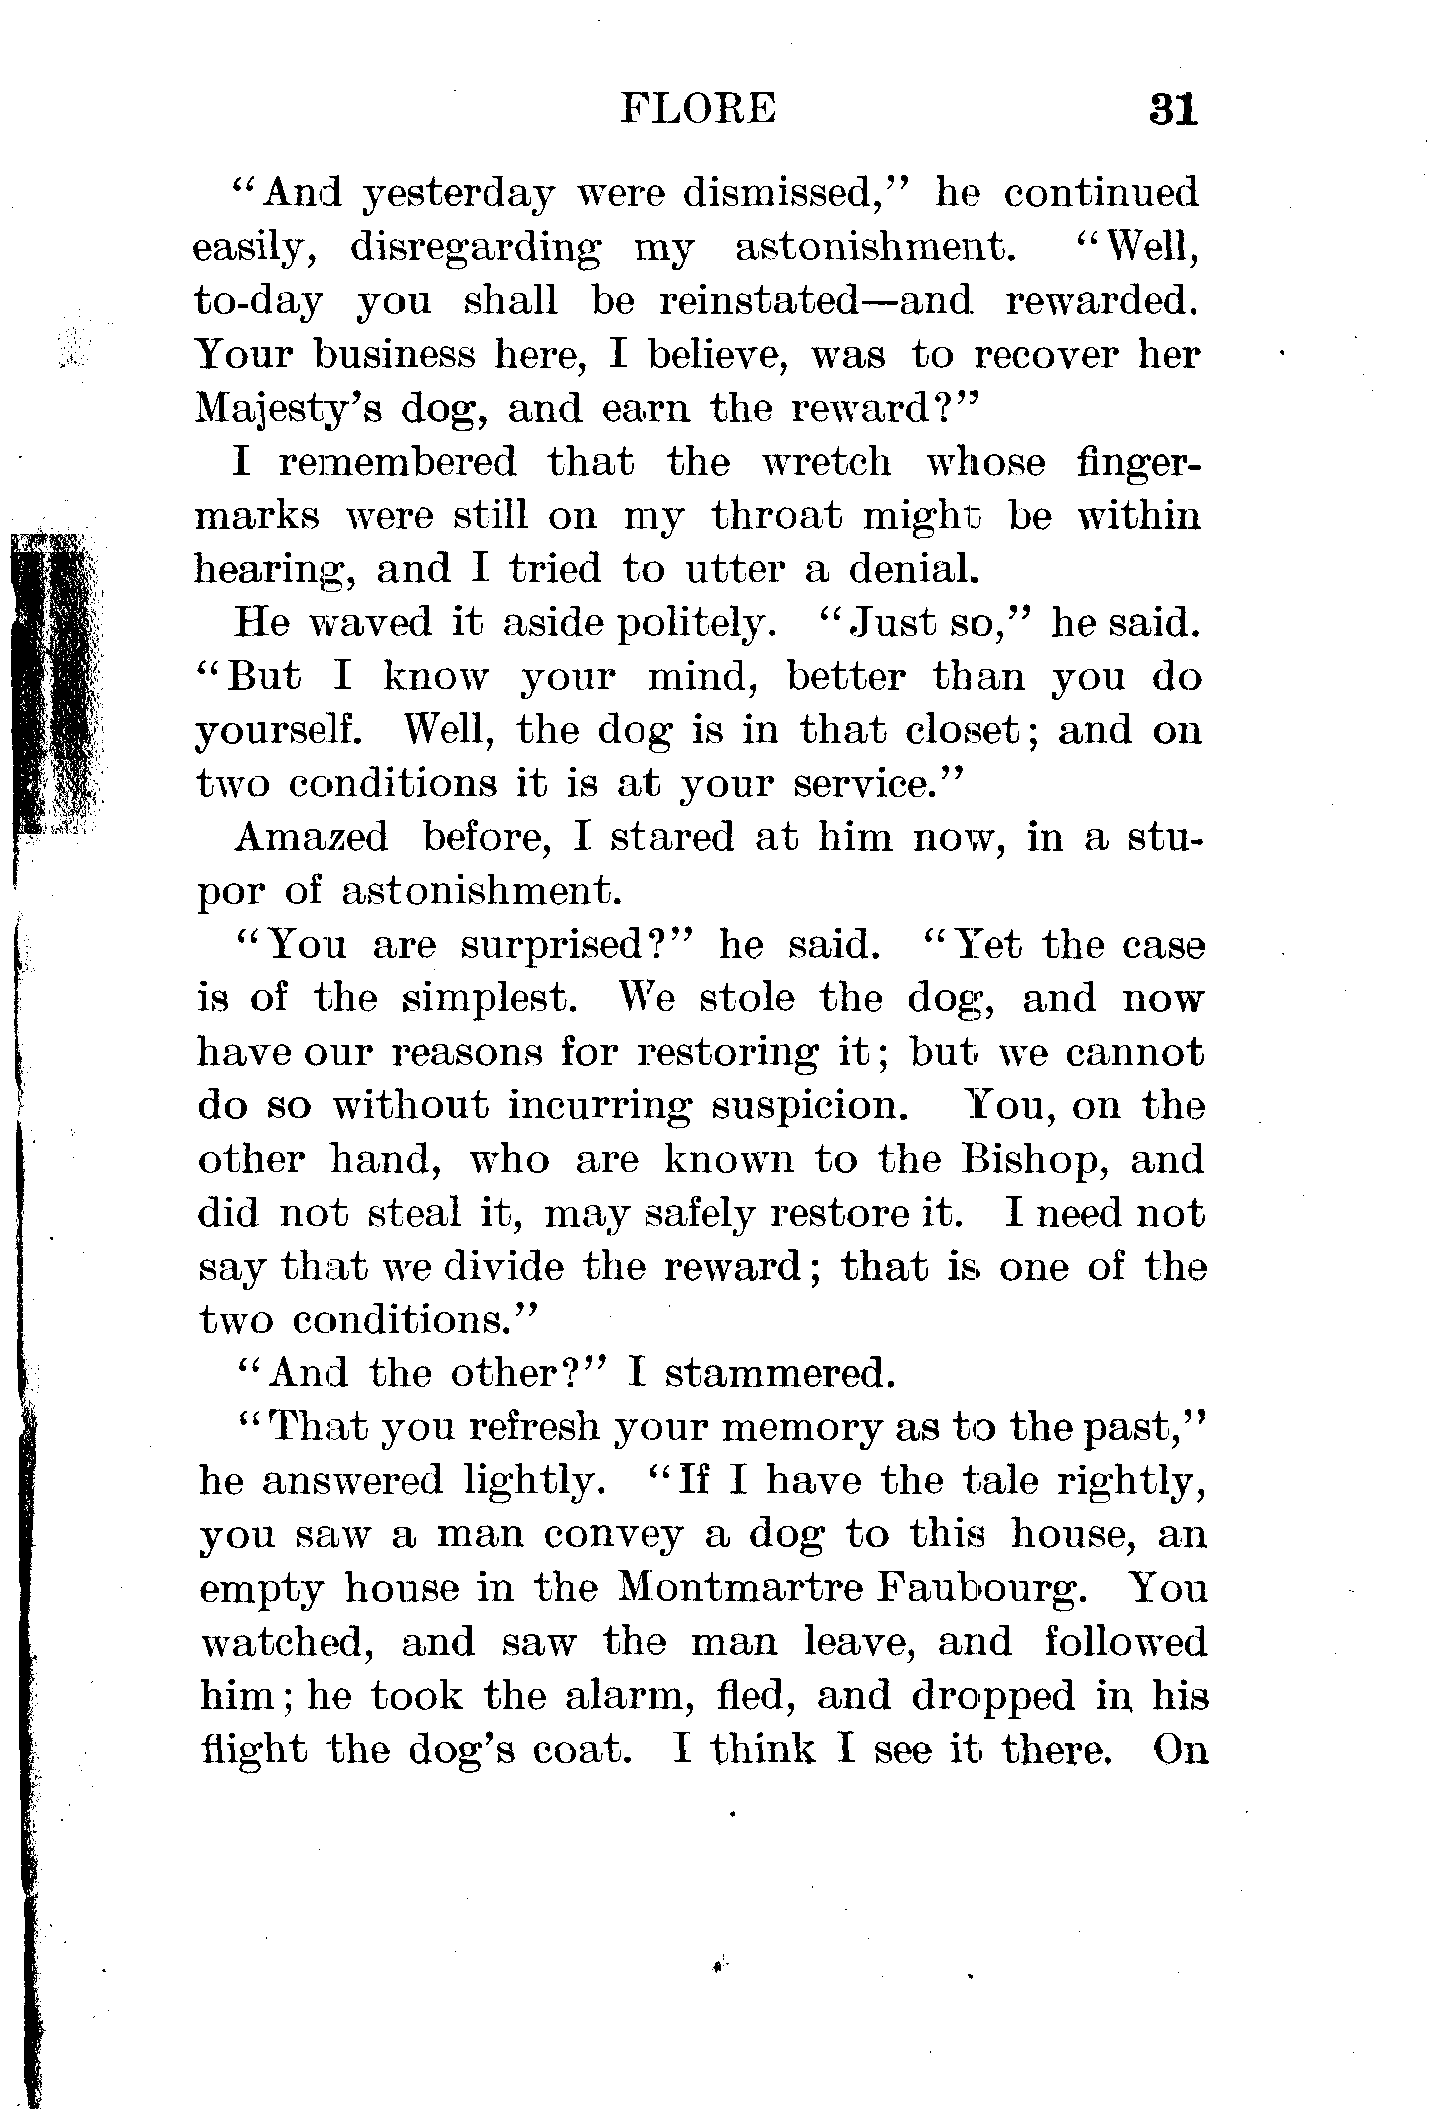 FLORE 31
“And yesterday were dismissed,” he continued
easily, disregarding my astonishment. “Well,
to-day you shall be reinstated—and rewarded.
Your business here, I believe, was to recover her
Majesty’s dog, and earn the reward?”
I remembered that the wretch whose finger-
marks were still on my throat might be within
hearing, and I tried to utter a denial.
He waved it aside politely. “Just so,” he said.
“But I know your mind, better than you do
yourself. Well, the dog is in that closet; and on
two conditions it is at your service.”
Amazed before, I stared at him now, in a stu-
por of astonishment.
“You are surprised?” he said. “Yet the case
is of the simplest. We stole the dog, and now
have our reasons for restoring it; but we cannot
do so without incurring suspicion. You, on the
other hand, who are known to the Bishop, and
did not steal it, may safely restore it. I need not
say that we divide the reward; that is one of the
two conditions.”
“And the other?” I stammered.
“That you refresh your memory as to the past,”
he answered lightly. “If I have the tale rightly,
you saw a man convey a dog to this house, an
empty house in the Montmartre Faubourg. You
watched, and saw the man leave, and followed
him; he took the alarm, fled, and dropped in his
flight the dog’s coat. I think I see it there. On